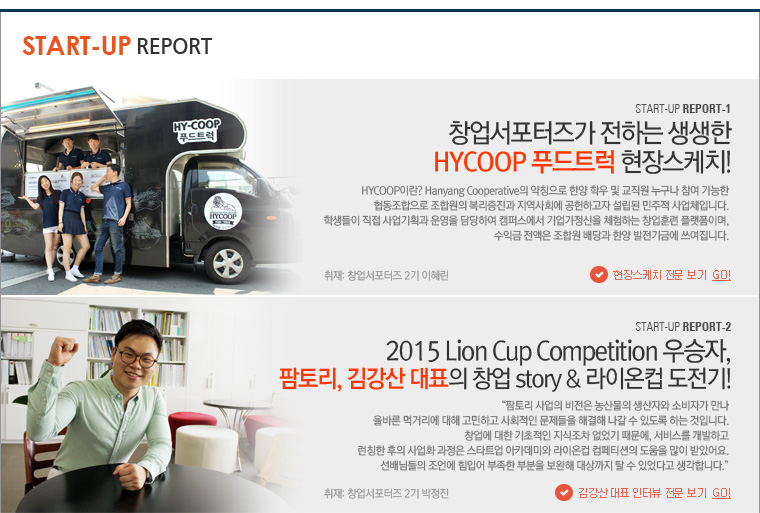 START-UP REPORT
START-UP REPORT-1
창업서포터즈가 전하는 생생한
HYCOOP 푸드트럭 현장스케치!
HYCOOP이란? Hanyang Cooperative의 약칭으로 한양 학우 및 교직원 누구나 참여 가능한
협동조합으로 조합원의 복리증진과 지역사회에 공헌하고자 설립된 민주적 사업체입니다.
학생들이 직접 사업기획과 운영을 담당하여 캠퍼스에서 기업가정신을 체험하는 창업훈련 플랫폼이며,
수익금 전액은 조합원 배당과 한양 발전기금에 쓰여집니다.
취재: 창업서포터즈 2기 이혜린
현장스케치 전문 보기 GO!
HY-COOP
푸드트럭
HYCOOP
START-UP REPORT-2
2015 Lion Cup Competition 우승자,
팜토리, 김강산 대표의 창업 story & 라이온컵 도전기!
“팜토리 사업의 비전은 농산물의 생산자와 소비자가 만나
올바른 먹거리에 대해 고민하고 사회적인 문제들을 해결해 나갈 수 있도록 하는 것입니다.
창업에 대한 기초적인 지식조차 없었기 때문에, 서비스를 개발하고
런칭한 후의 사업화 과정은 스타트업 아카데미와 라이온컵 컴페티션의 도움을 많이 받았어요.
선배님들의 조언에 힘입어 부족한 부분을 보완해 대상까지 탈 수 있었다고 생각합니다.”
취재: 창업서포터즈 2기 박정진
김강산 대표 인터뷰 전문 보기 GO!